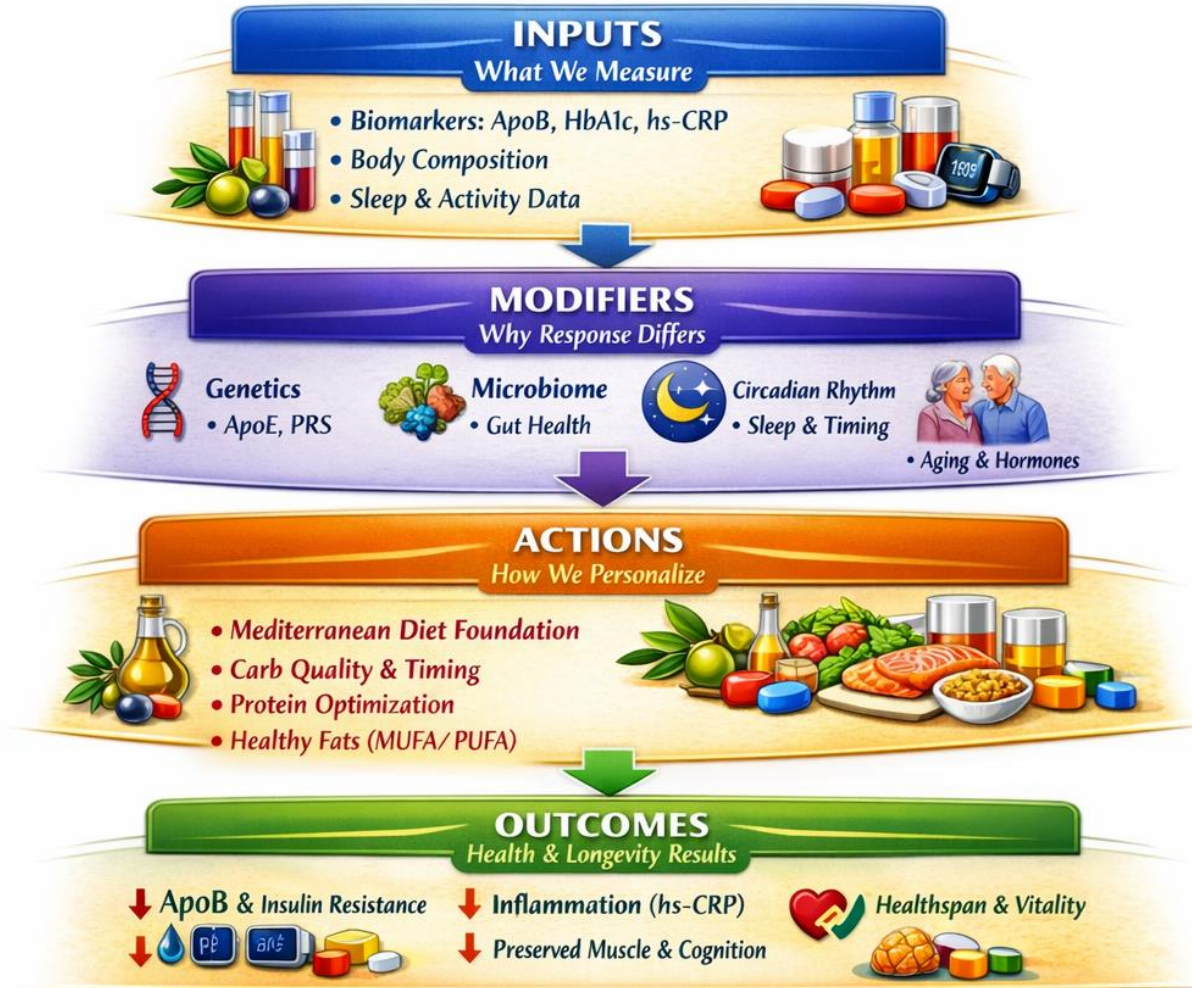 INPUTS
What We Measure
• Biomarkers: ApoB, HbA1c, hs-CRP
• Body Composition
• Sleep & Activity Data
MODIFIERS
Why Response Differs
Genetics
• ApoE, PRS
Microbiome
• Gut Health
Circadian Rhythm
• Sleep & Timing
• Aging & Hormones
ACTIONS
How We Personalize
• Mediterranean Diet Foundation
• Carb Quality & Timing
• Protein Optimization
• Healthy Fats (MUFA/PUFA)
OUTCOMES
Health & Longevity Results
ApoB & Insulin Resistance
Inflammation (hs-CRP)
Preserved Muscle & Cognition
Healthspan & Vitality